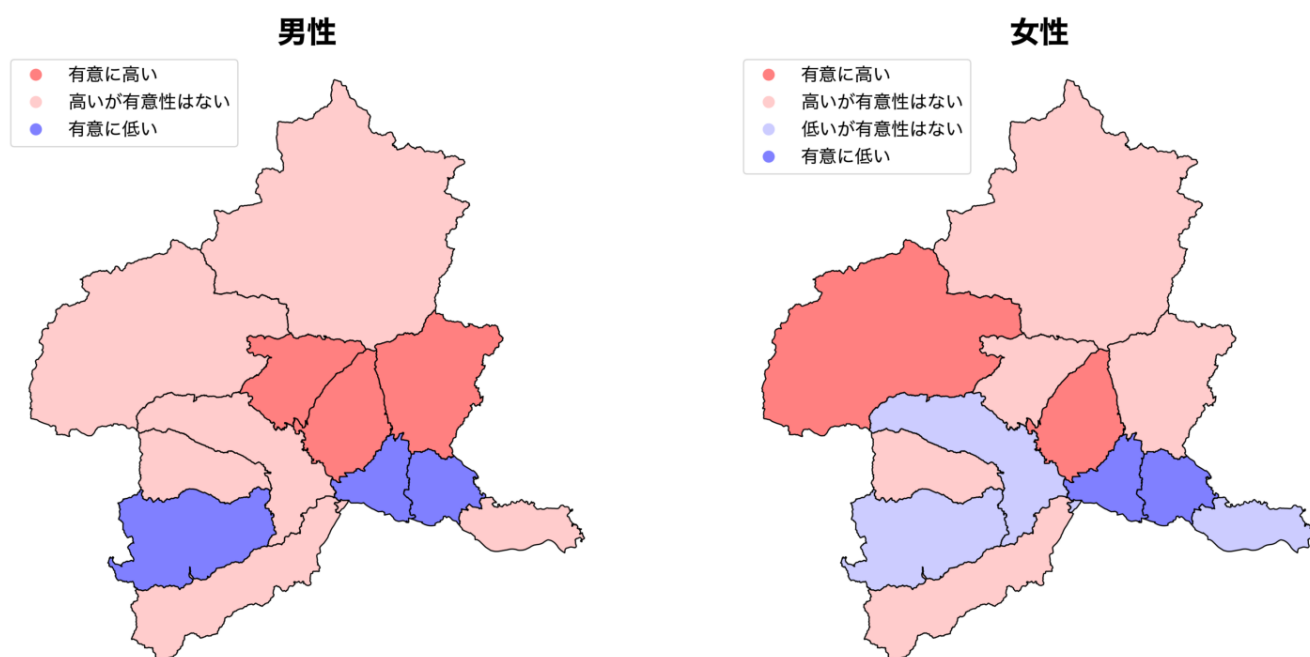 男性
有意に高い
高いが有意性はない
有意に低い
女性
有意に高い
高いが有意性はない
低いが有意性はない
有意に低い